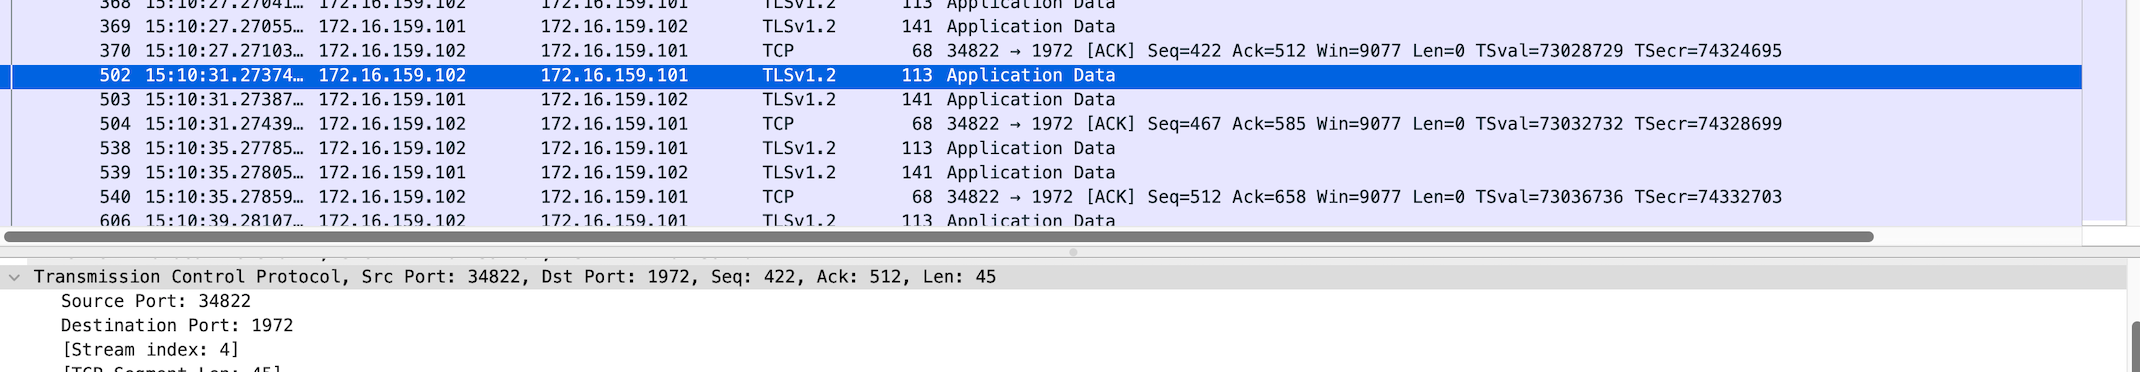 368 15:10:27.27041… 172.16.159.102 172.16.159.101 TLSv1.2 113 Application Data
369 15:10:27.27055… 172.16.159.101 172.16.159.102 TLSv1.2 141 Application Data
370 15:10:27.27103… 172.16.159.102 172.16.159.101 TCP 68 34822 → 1972 [ACK] Seq=422 Ack=512 Win=9077 Len=0 TSval=73028729 TSecr=74324695
502 15:10:31.27374… 172.16.159.102 172.16.159.101 TLSv1.2 113 Application Data
503 15:10:31.27387… 172.16.159.101 172.16.159.102 TLSv1.2 141 Application Data
504 15:10:31.27439… 172.16.159.102 172.16.159.101 TCP 68 34822 → 1972 [ACK] Seq=467 Ack=585 Win=9077 Len=0 TSval=73032732 TSecr=74328699
538 15:10:35.27785… 172.16.159.102 172.16.159.101 TLSv1.2 113 Application Data
539 15:10:35.27805… 172.16.159.101 172.16.159.102 TLSv1.2 141 Application Data
540 15:10:35.27859… 172.16.159.102 172.16.159.101 TCP 68 34822 → 1972 [ACK] Seq=512 Ack=658 Win=9077 Len=0 TSval=73036736 TSecr=74332703
606 15:10:39.28107… 172.16.159.102 172.16.159.101 TLSv1.2 113 Application Data
Transmission Control Protocol, Src Port: 34822, Dst Port: 1972, Seq: 422, Ack: 512, Len: 45
Source Port: 34822
Destination Port: 1972
[Stream index: 4]
[TCP Segment Len: 45]